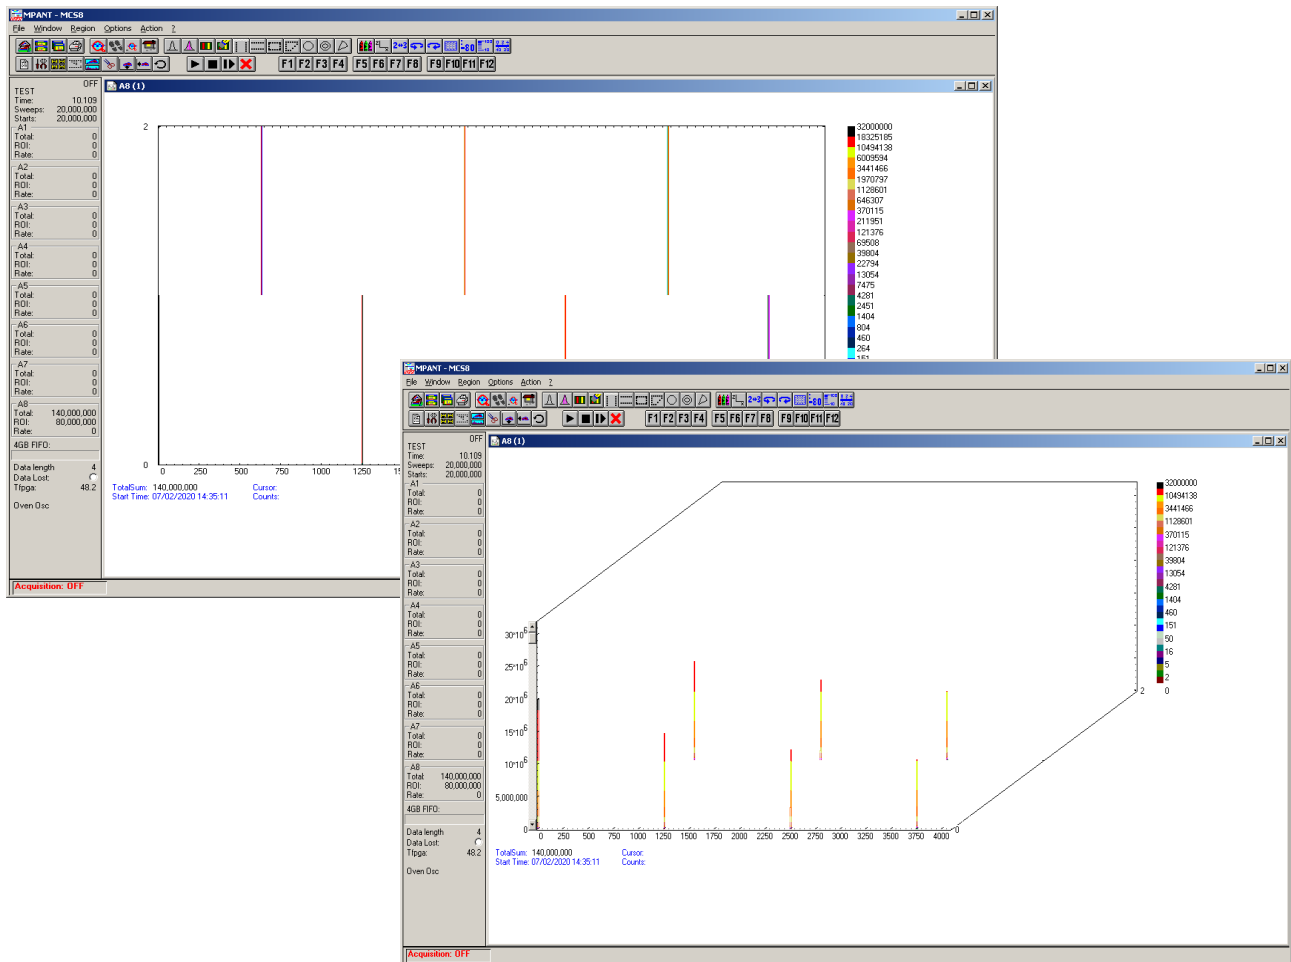 MPANT - MCS8
File Window Region Options Action ?
F1 F2 F3 F4 F5 F6 F7 F8 F9 F10 F11 F12
OFF
TEST
Time: 10.109
Sweeps: 20,000,000
Starts: 20,000,000
A1
Total: 0
ROI: 0
Rate: 0
A2
Total: 0
ROI: 0
Rate: 0
A3
Total: 0
ROI: 0
Rate: 0
A4
Total: 0
ROI: 0
Rate: 0
A5
Total: 0
ROI: 0
Rate: 0
A6
Total: 0
ROI: 0
Rate: 0
A7
Total: 0
ROI: 0
Rate: 0
A8
Total: 140,000,000
ROI: 80,000,000
Rate: 0
4GB FIFO:
Data length 4
Data Lost:
Tfpga: 48.2
Oven Osc
Acquisition: OFF
A8 (1)
2
0
0 250 500 750 1000 1250
TotalSum: 140,000,000 Cursor:
Start Time: 07/02/2020 14:35:11 Counts:
32000000
18325185
10494138
6009594
3441466
1970797
1128601
646307
370115
211951
121376
69508
39804
22794
13054
7475
4281
2451
1404
804
460
264
151
MPANT - MCS8
File Window Region Options Action ?
F1 F2 F3 F4 F5 F6 F7 F8 F9 F10 F11 F12
OFF
TEST
Time: 10.109
Sweeps: 20,000,000
Starts: 20,000,000
A1
Total: 0
ROI: 0
Rate: 0
A2
Total: 0
ROI: 0
Rate: 0
A3
Total: 0
ROI: 0
Rate: 0
A4
Total: 0
ROI: 0
Rate: 0
A5
Total: 0
ROI: 0
Rate: 0
A6
Total: 0
ROI: 0
Rate: 0
A7
Total: 0
ROI: 0
Rate: 0
A8
Total: 140,000,000
ROI: 80,000,000
Rate: 0
4GB FIFO:
Data length 4
Data Lost:
Tfpga: 48.2
Oven Osc
Acquisition: OFF
A8 (1)
30*10^6
25*10^6
20*10^6
15*10^6
10*10^6
5,000,000
0
0 250 500 750 1000 1250 1500 1750 2000 2250 2500 2750 3000 3250 3500 3750 4000
0
2
TotalSum: 140,000,000 Cursor:
Start Time: 07/02/2020 14:35:11 Counts:
32000000
10494138
3441466
1128601
370115
121376
39804
13054
4281
1404
460
151
50
16
5
2
0